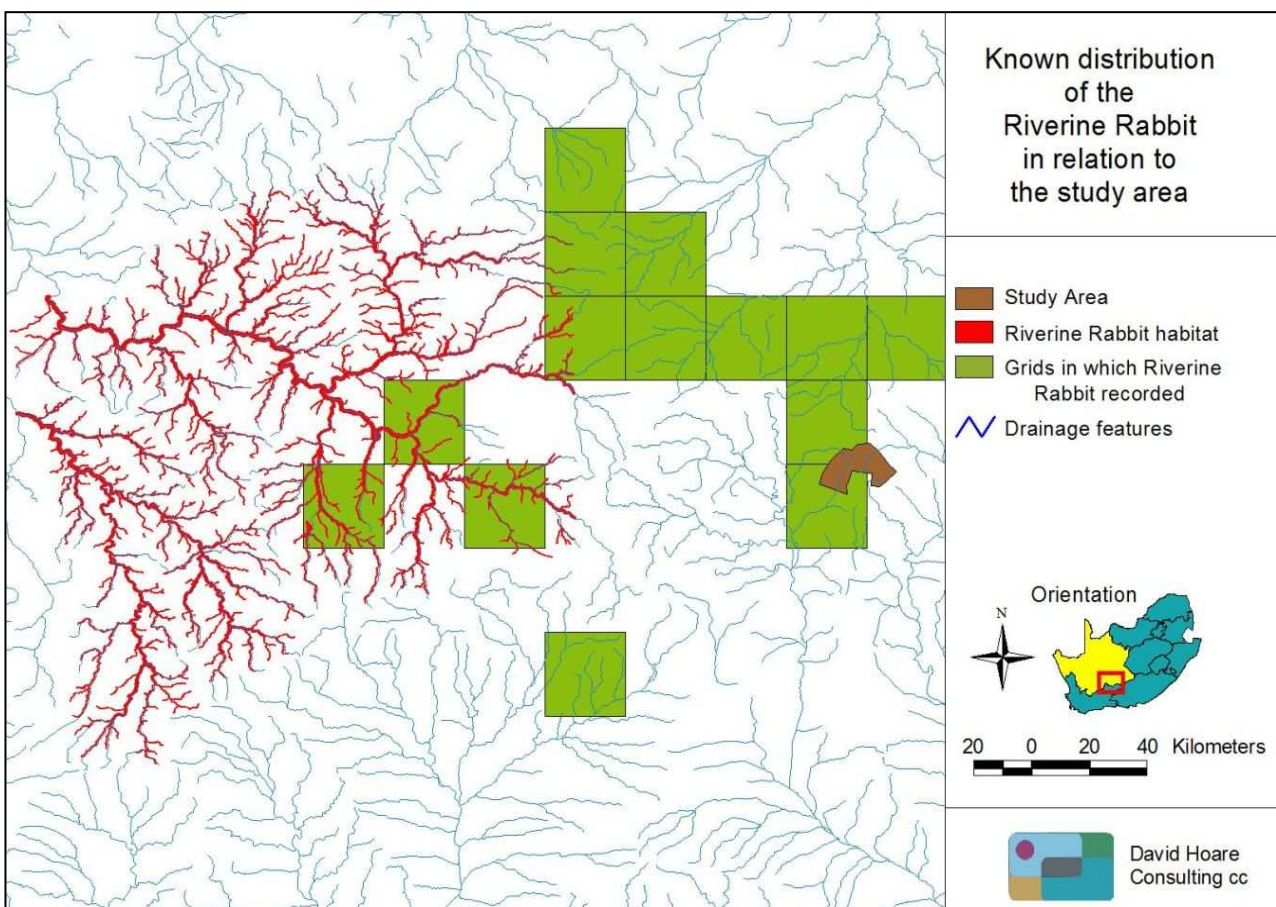 Known distribution
of the
Riverine Rabbit
in relation to
the study area
Study Area
Riverine Rabbit habitat
Grids in which Riverine
Rabbit recorded
Drainage features
Orientation
N
20 0 20 40 Kilometers
David Hoare
Consulting cc